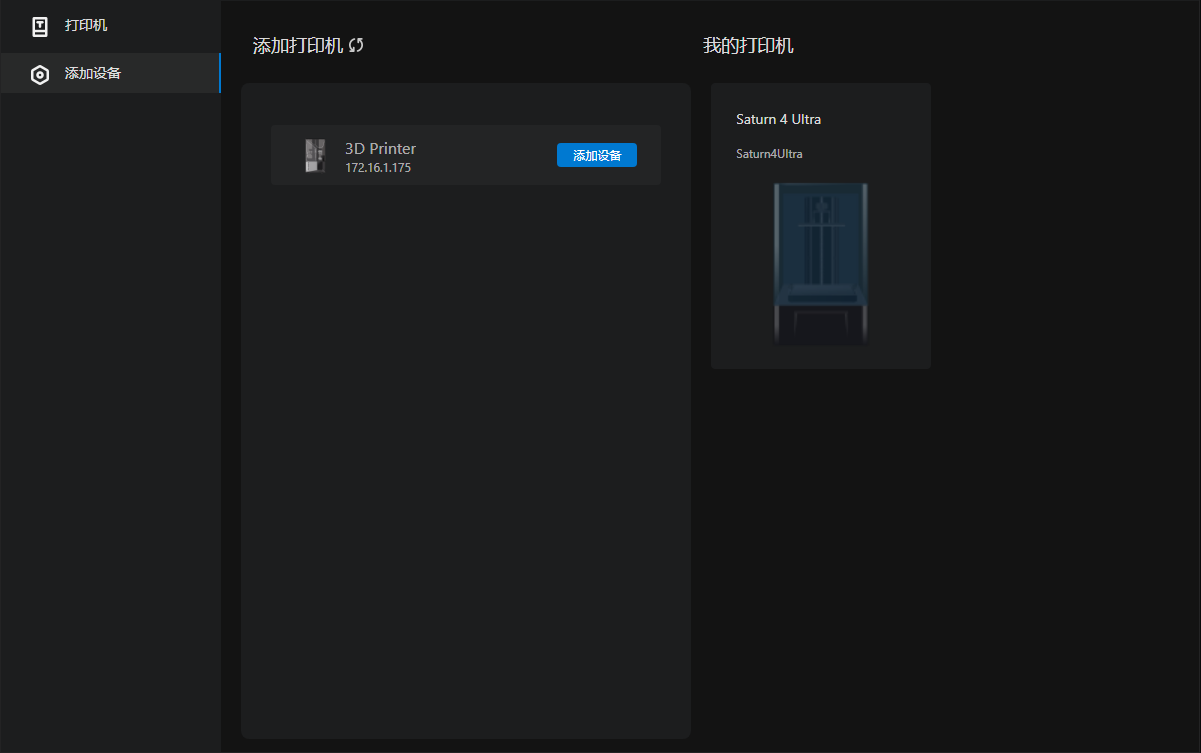 打印机
添加设备
添加打印机
3D Printer
172.16.1.175
添加设备
我的打印机
Saturn 4 Ultra
Saturn4Ultra